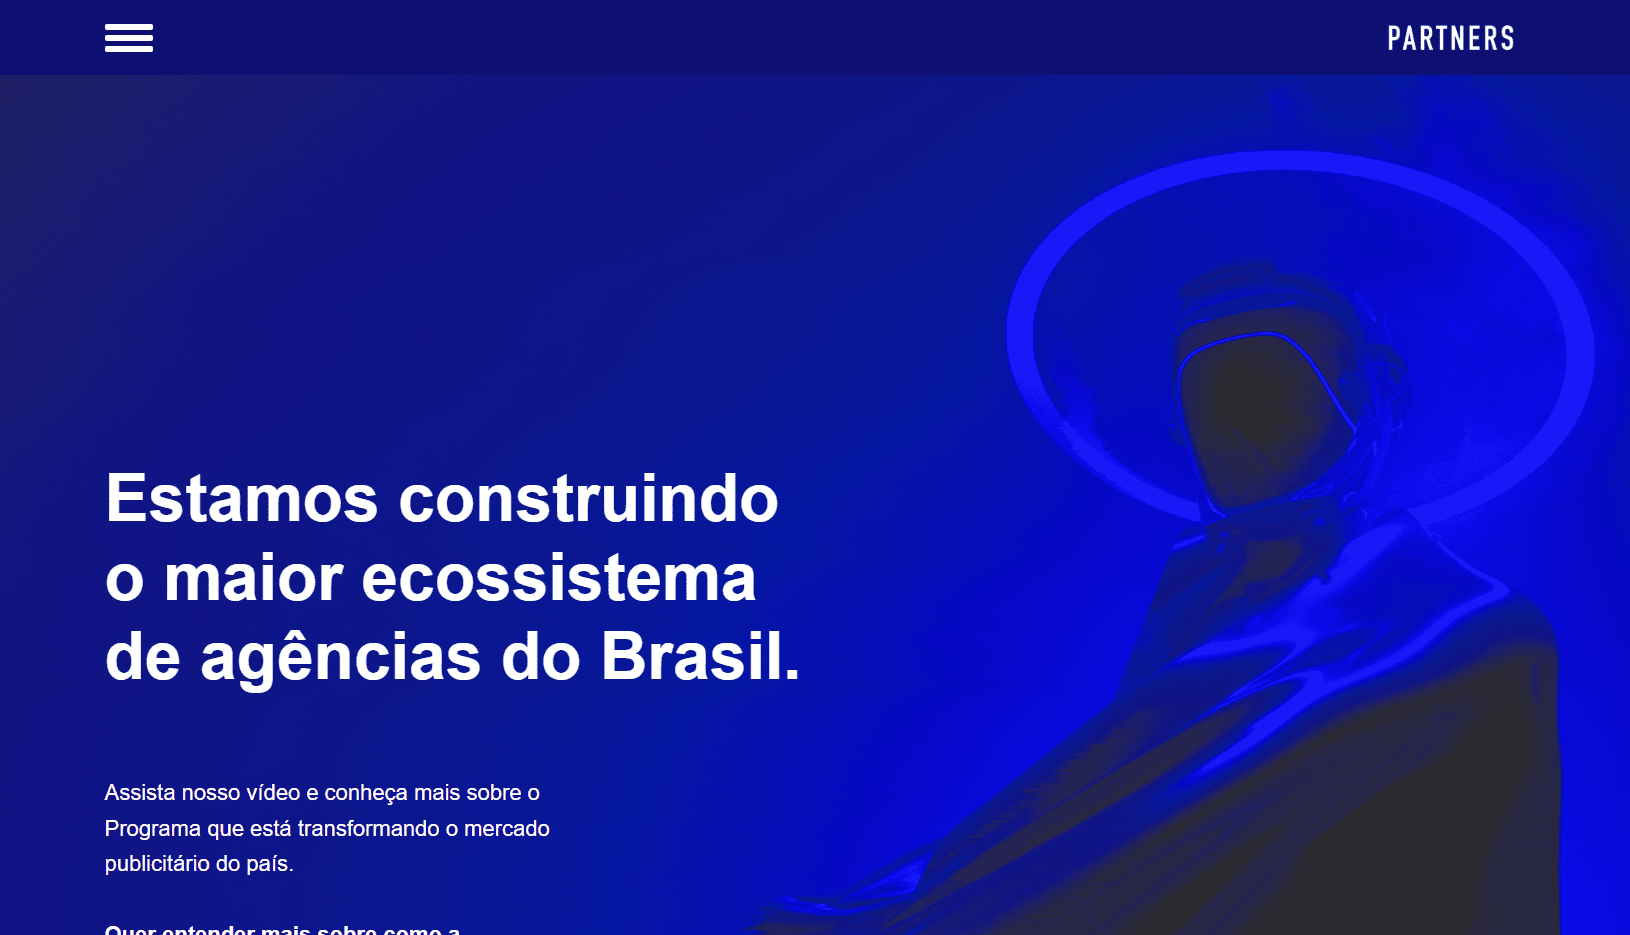 PARTNERS
Estamos construindo
o maior ecossistema
de agências do Brasil.
Assista nosso vídeo e conheça mais sobre o
Programa que está transformando o mercado
publicitário do país.
Quer entender mais sobre como a